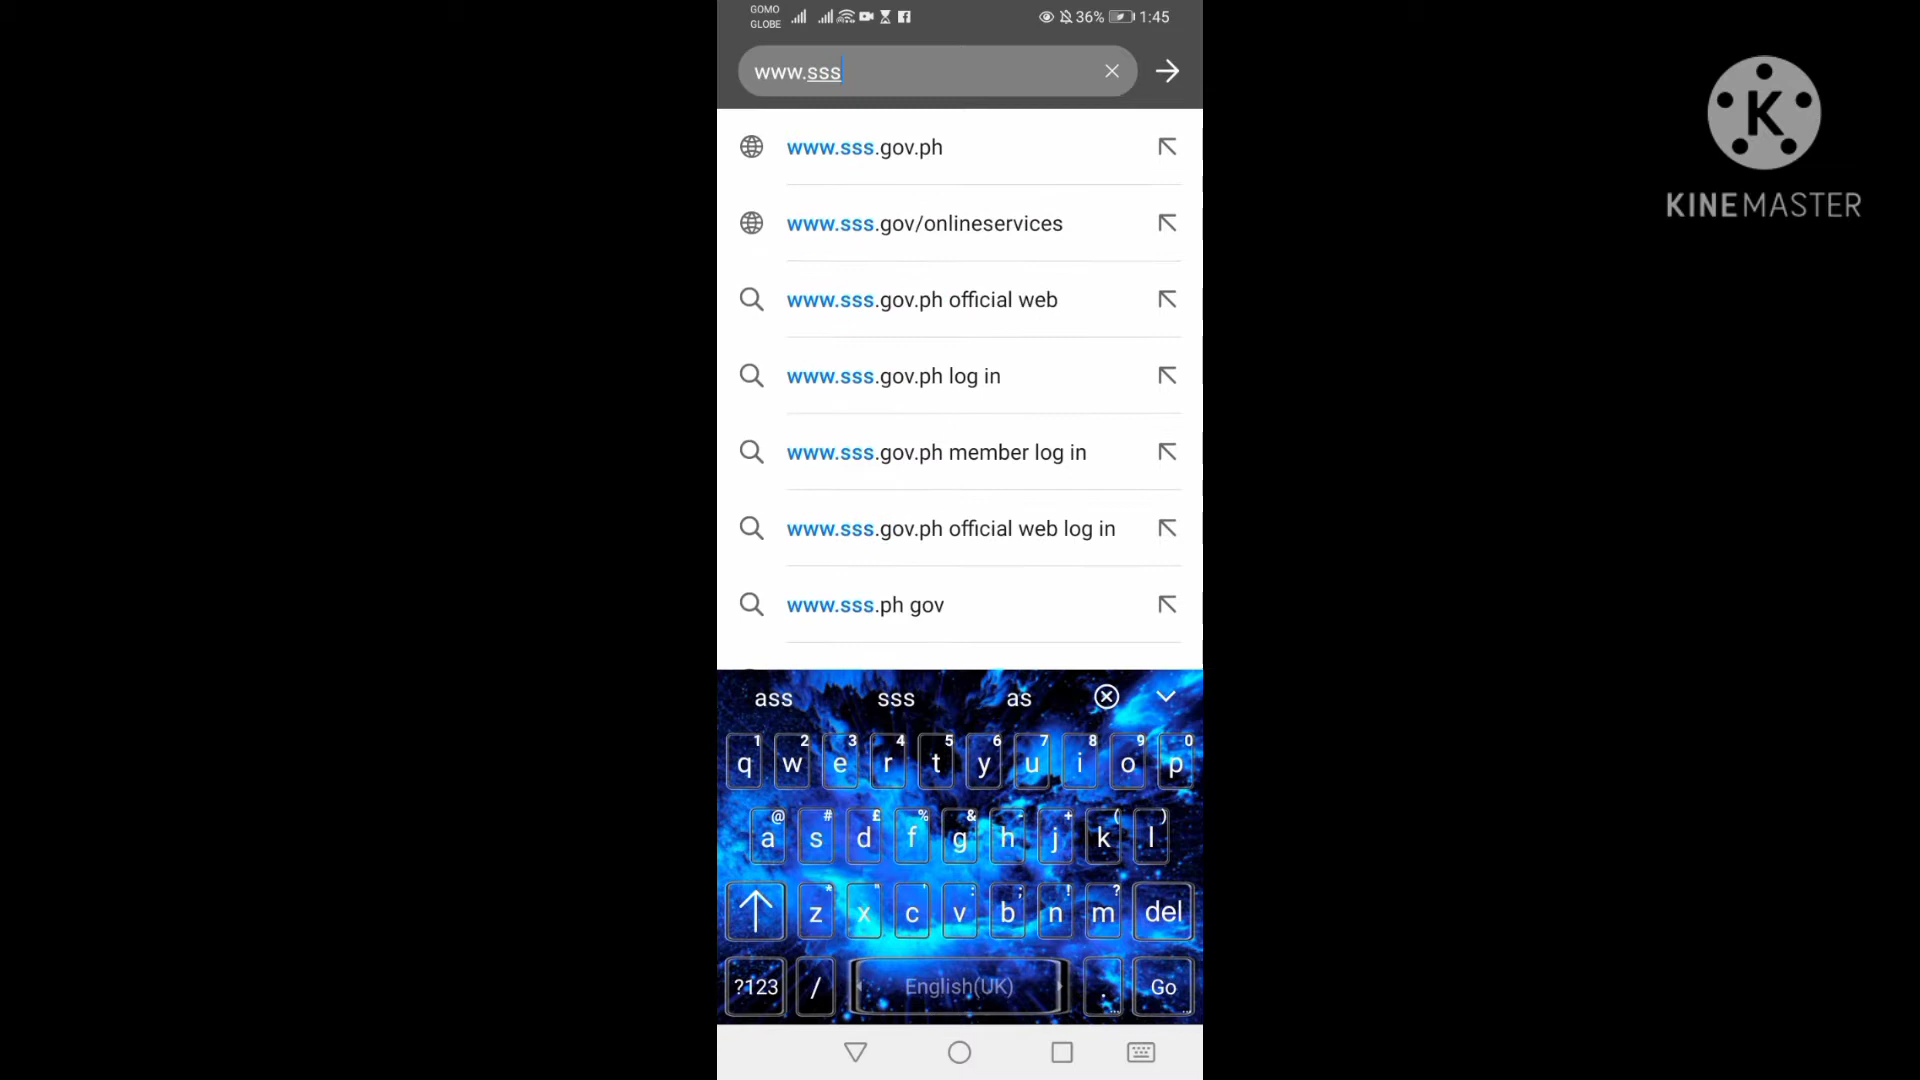 GOMO
GLOBE
36% 1:45
www.sss
www.sss.gov.ph
www.sss.gov/onlineservices
www.sss.gov.ph official web
www.sss.gov.ph log in
www.sss.gov.ph member log in
www.sss.gov.ph official web log in
www.sss.ph gov
ass sss as
1 2 3 4 5 6 7 8 9 0
q w e r t y u i o p
@ # £ % & - + ( )
a s d f g h j k l
* " ' : ; ! ?
z x c v b n m del
?123 / English(UK) . Go
K
KINEMASTER